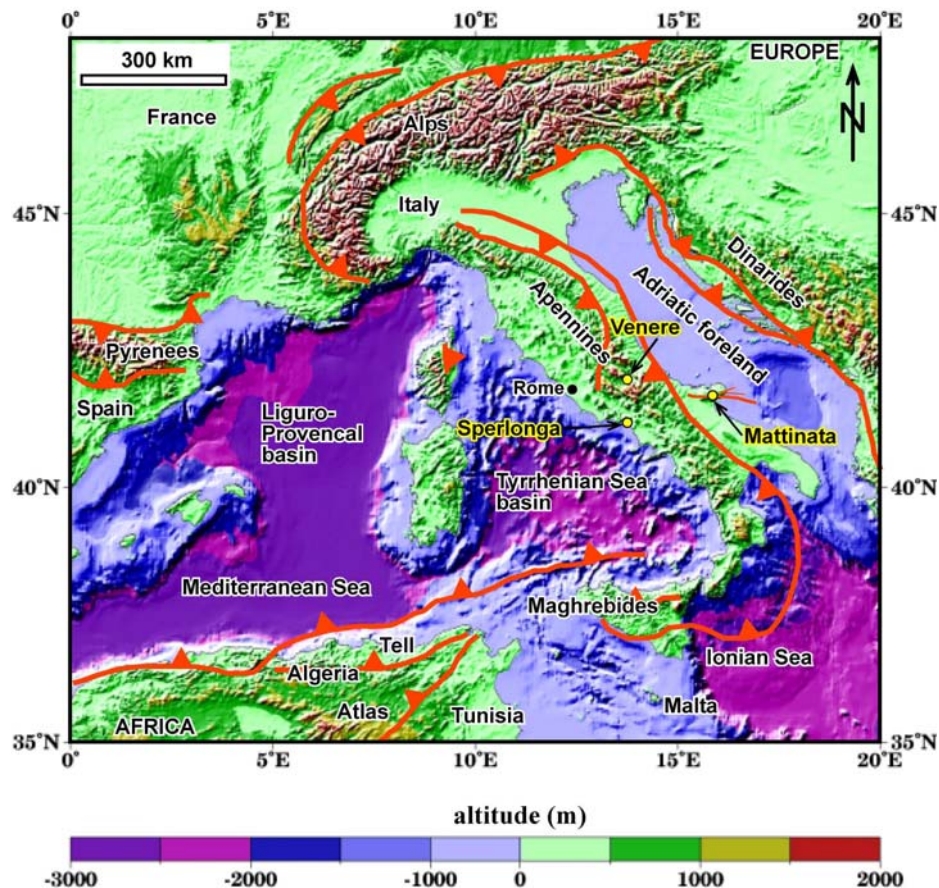 0° 5°E 10°E 15°E 20°E
300 km
EUROPE
N
France
Alps
45°N
Italy
45°N
Dinarides
Adriatic foreland
Apennines
Venere
Pyrenees
Rome
Spain
Liguro-
Provencal
basin
Sperlonga
Mattinata
40°N
Tyrrhenian Sea
basin
40°N
Mediterranean Sea
Maghrebides
Tell
Ionian Sea
Algeria
Malta
Atlas
Tunisia
AFRICA
35°N
35°N
0° 5°E 10°E 15°E 20°E
altitude (m)
-3000 -2000 -1000 0 1000 2000